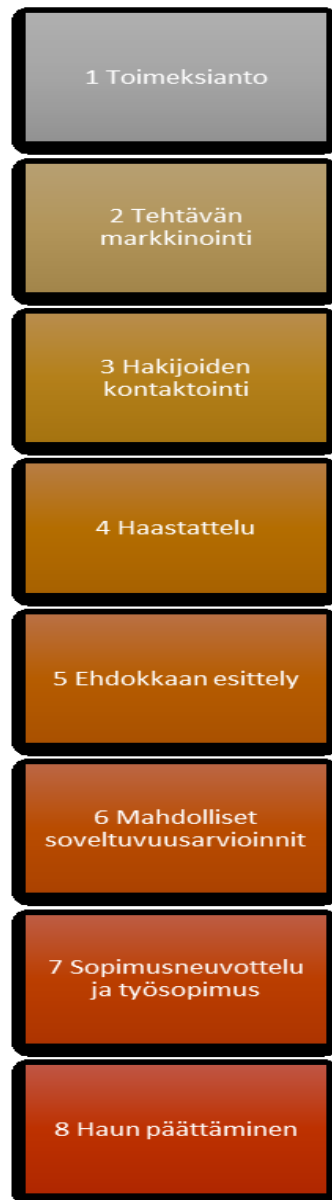 1 Toimeksianto
2 Tehtävän
markkinointi
3 Hakijoiden
kontaktointi
4 Haastattelu
5 Ehdokkaan esittely
6 Mahdolliset
soveltuvuusarvioinnit
7 Sopimusneuvottelu
ja työsopimus
8 Haun päättäminen